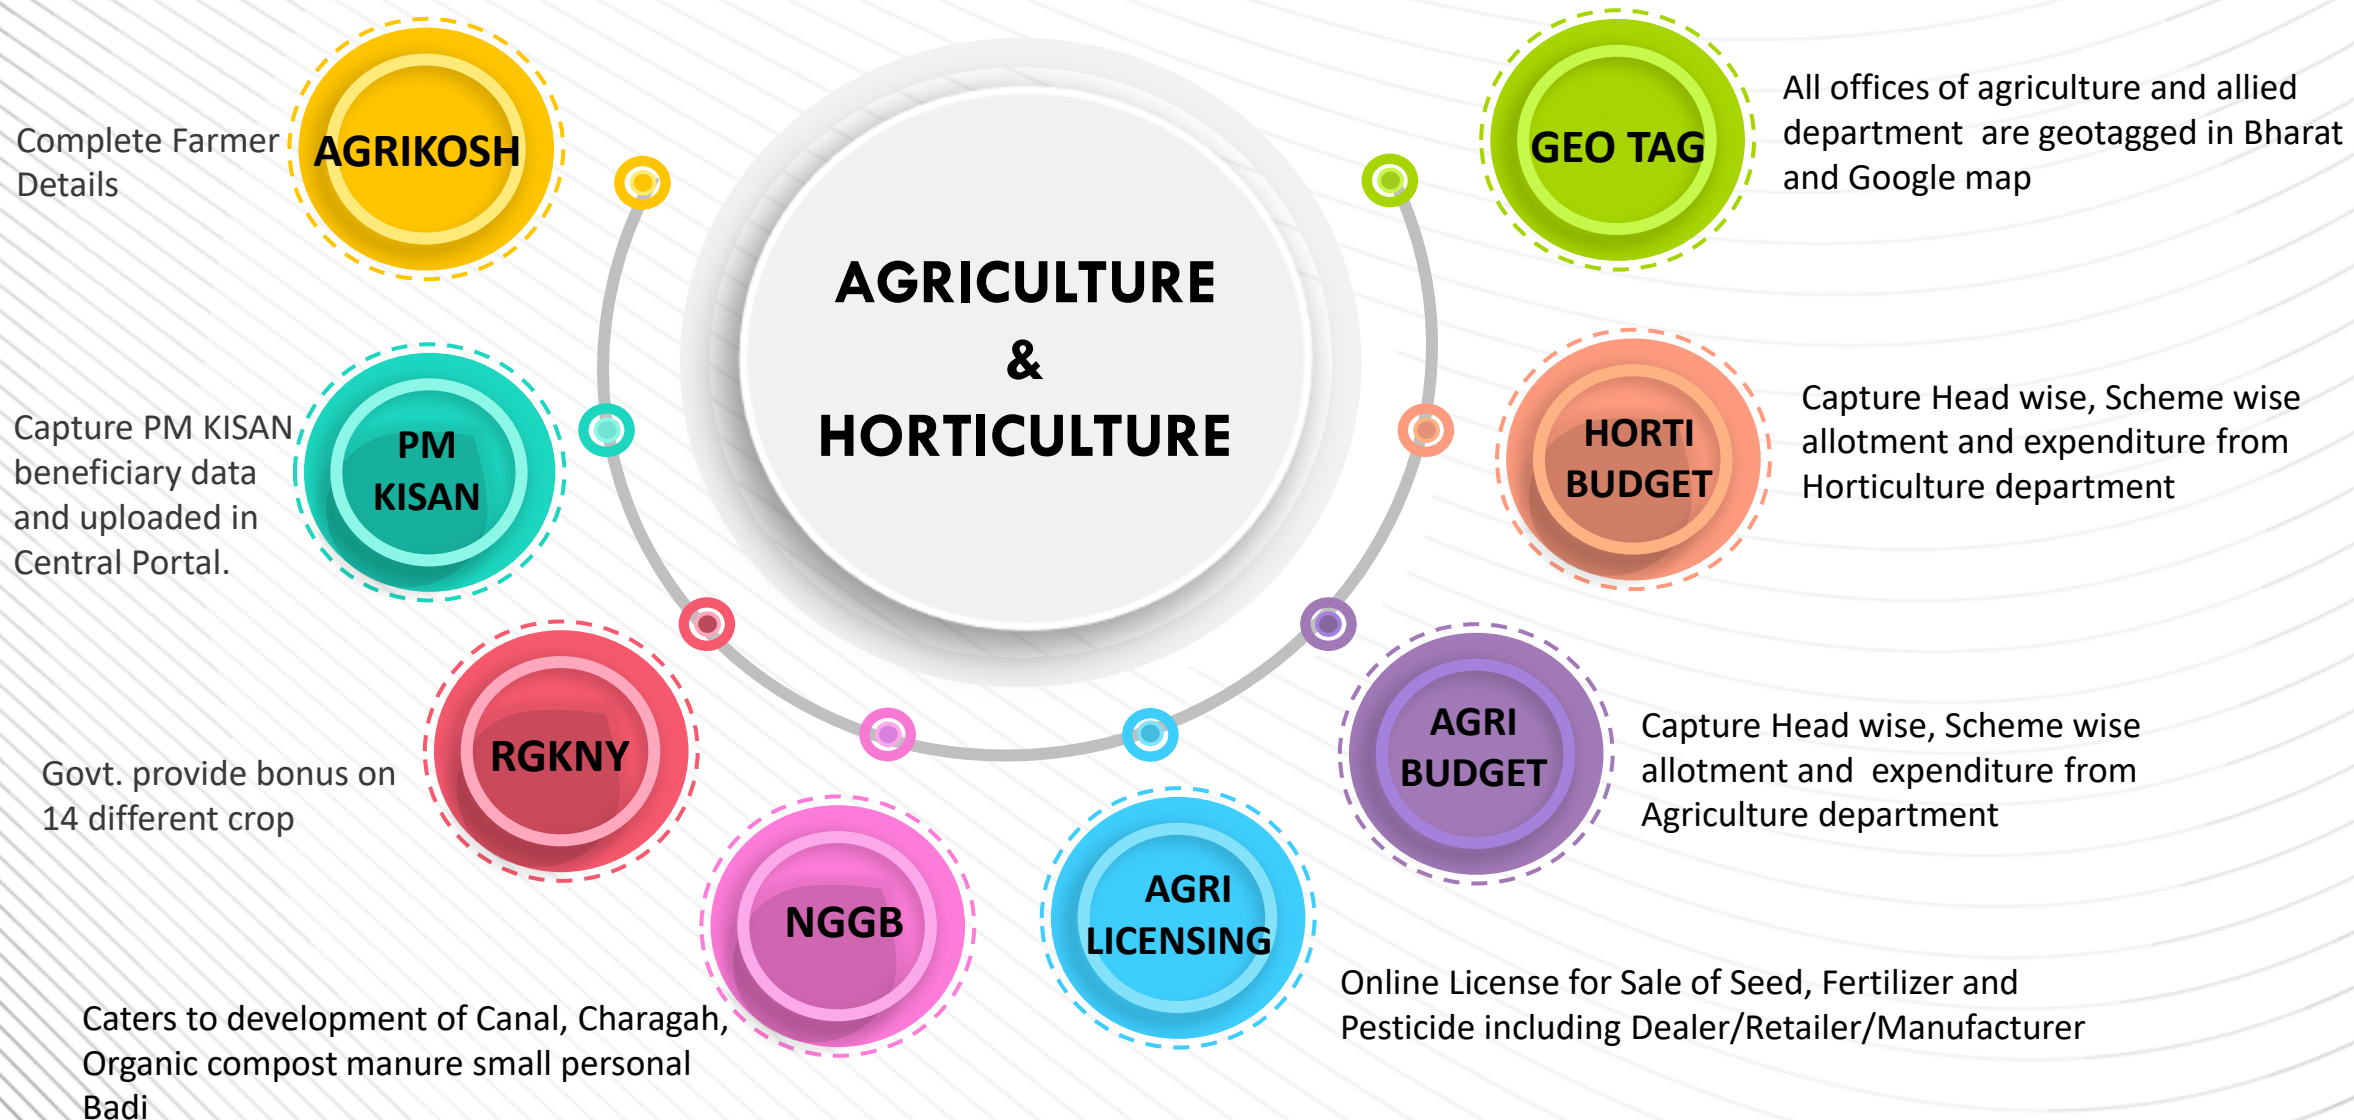 AGRICULTURE
&
HORTICULTURE
AGRIKOSH
Complete Farmer
Details
PM
KISAN
Capture PM KISAN
beneficiary data
and uploaded in
Central Portal.
RGKNY
Govt. provide bonus on
14 different crop
NGGB
Caters to development of Canal, Charagah,
Organic compost manure small personal
Badi
AGRI
LICENSING
Online License for Sale of Seed, Fertilizer and
Pesticide including Dealer/Retailer/Manufacturer
AGRI
BUDGET
Capture Head wise, Scheme wise
allotment and expenditure from
Agriculture department
HORTI
BUDGET
Capture Head wise, Scheme wise
allotment and expenditure from
Horticulture department
GEO TAG
All offices of agriculture and allied
department are geotagged in Bharat
and Google map